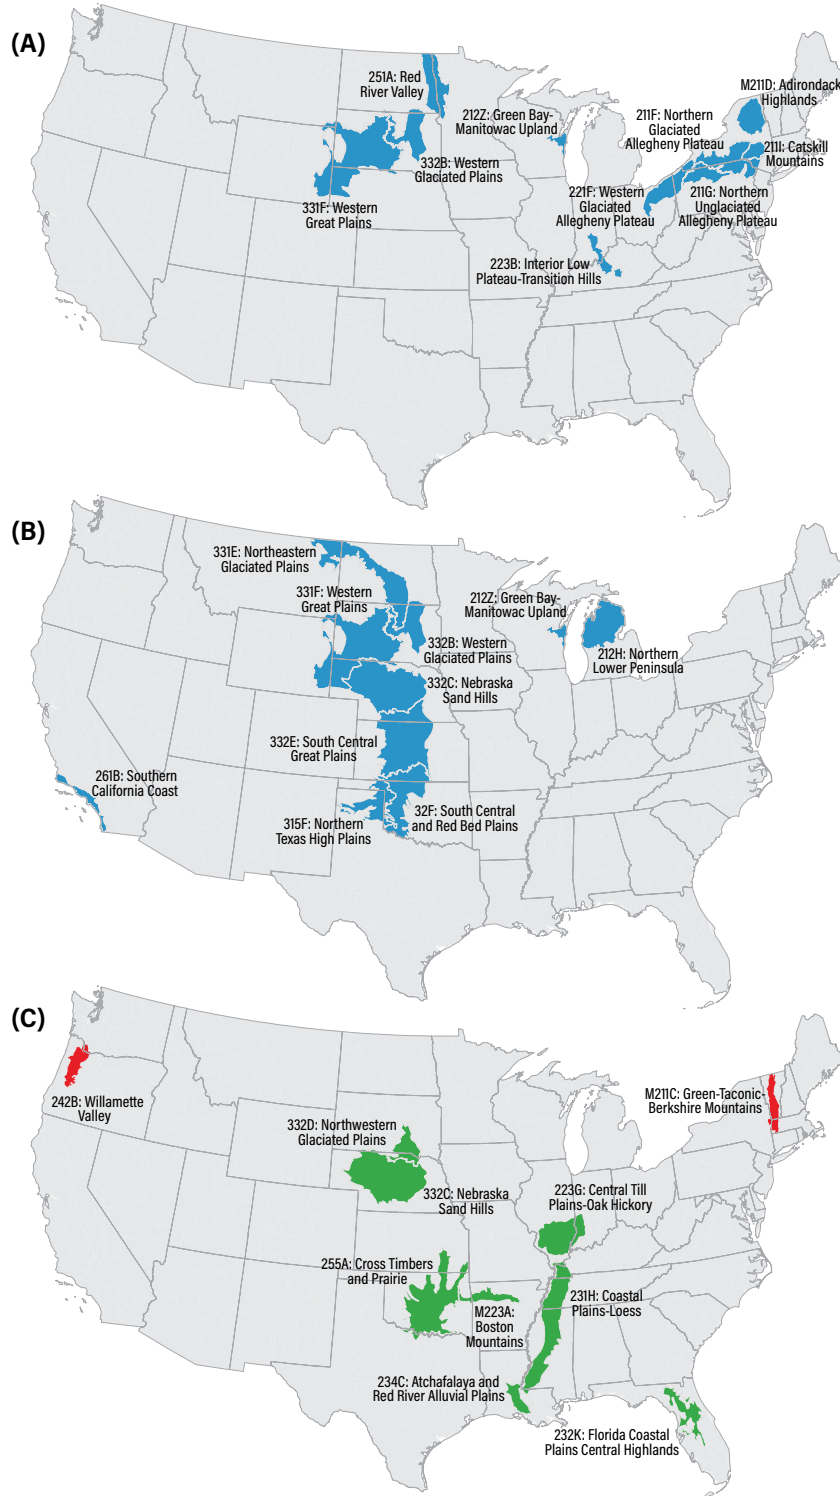 (A)
251A: Red
River Valley
212Z: Green Bay-
Manitowac Upland
M211D: Adirondack
Highlands
211F: Northern
Glaciated
Allegheny Plateau
211I: Catskill
Mountains
332B: Western
Glaciated Plains
331F: Western
Great Plains
221F: Western
Glaciated
Allegheny Plateau
211G: Northern
Unglaciated
Allegheny Plateau
223B: Interior Low
Plateau-Transition Hills
(B)
331E: Northeastern
Glaciated Plains
331F: Western
Great Plains
212Z: Green Bay-
Manitowac Upland
332B: Western
Glaciated Plains
212H: Northern
Lower Peninsula
332C: Nebraska
Sand Hills
332E: South Central
Great Plains
261B: Southern
California Coast
315F: Northern
Texas High Plains
32F: South Central
and Red Bed Plains
(C)
242B: Willamette
Valley
M211C: Green-Taconic-
Berkshire Mountains
332D: Northwestern
Glaciated Plains
332C: Nebraska
Sand Hills
223G: Central Till
Plains-Oak Hickory
255A: Cross Timbers
and Prairie
231H: Coastal
Plains-Loess
M223A:
Boston
Mountains
234C: Atchafalaya and
Red River Alluvial Plains
232K: Florida Coastal
Plains Central Highlands